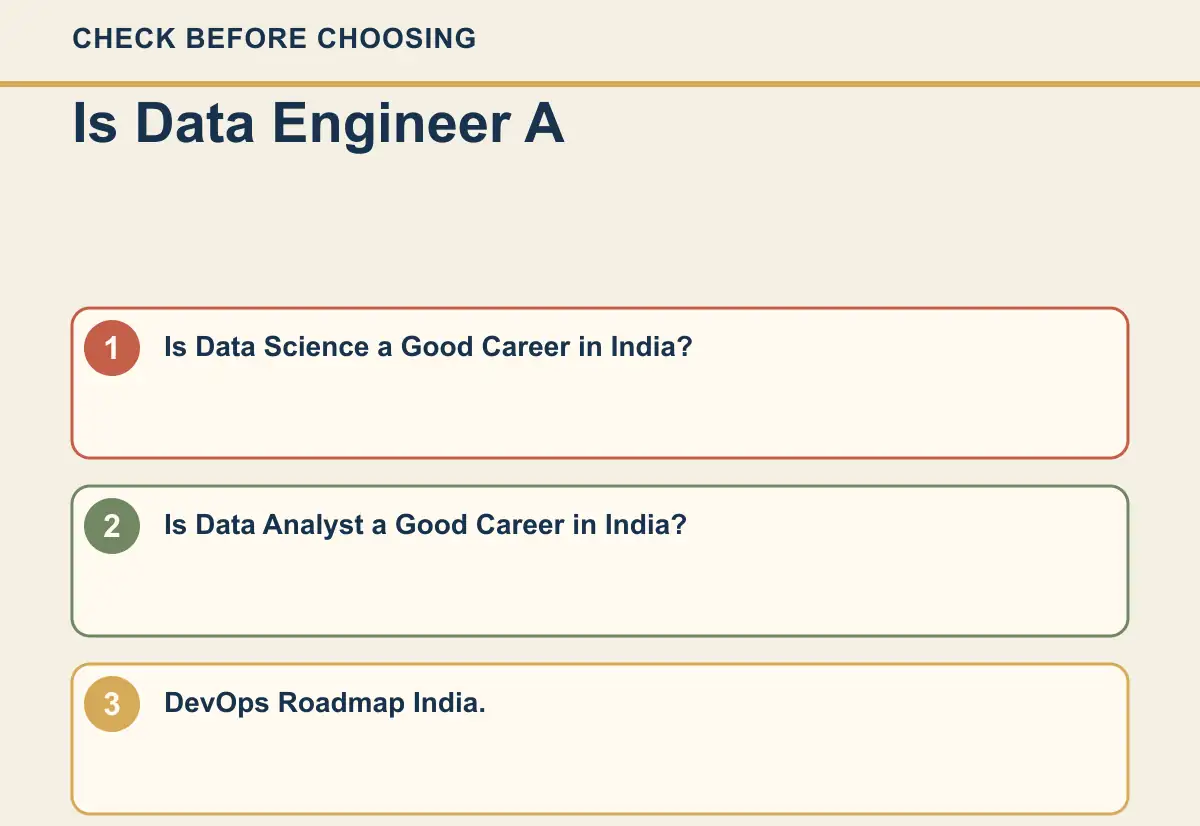 CHECK BEFORE CHOOSING
Is Data Engineer A
1 Is Data Science a Good Career in India?
2 Is Data Analyst a Good Career in India?
3 DevOps Roadmap India.